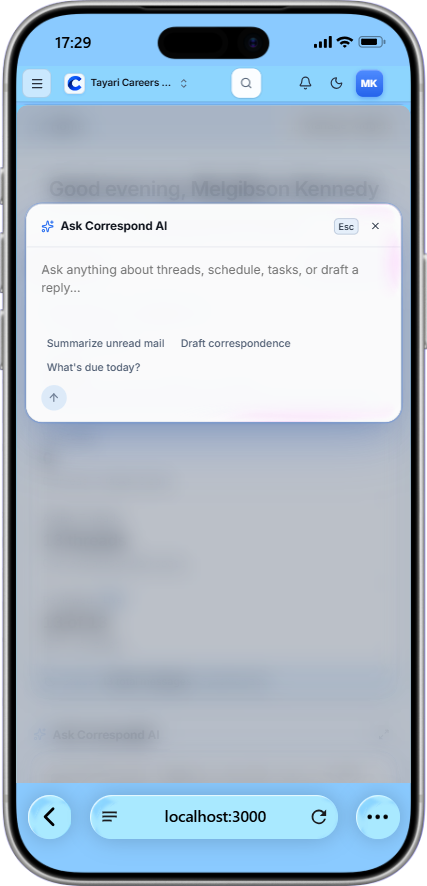 17:29
Tayari Careers ...
MK
Good evening, Melgibson Kennedy
Ask Correspond AI
Esc
Ask anything about threads, schedule, tasks, or draft a
reply...
Summarize unread mail
Draft correspondence
What's due today?
Ask Correspond AI
localhost:3000